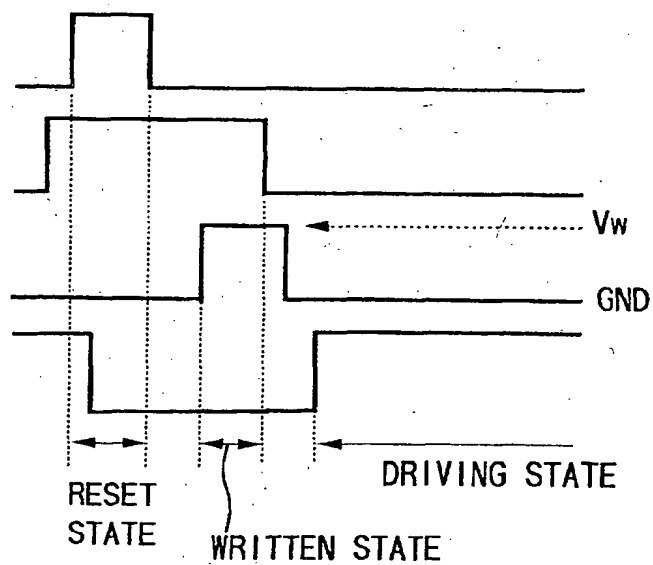 Vw
GND
DRIVING STATE
RESET
STATE
WRITTEN STATE